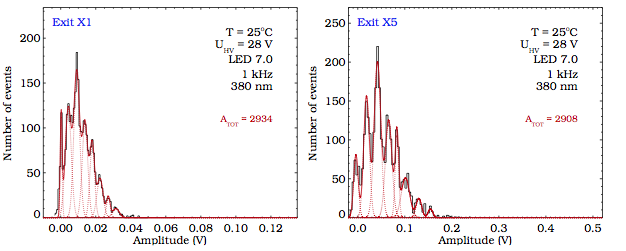 Exit X1
T = 25°C
U_HV = 28 V
LED 7.0
1 kHz
380 nm
A_TOT = 2934
Number of events
200
150
100
50
0
0.00 0.02 0.04 0.06 0.08 0.10 0.12
Amplitude (V)
Exit X5
T = 25°C
U_HV = 28 V
LED 7.0
1 kHz
380 nm
A_TOT = 2908
Number of events
250
200
150
100
50
0
0.0 0.1 0.2 0.3 0.4 0.5
Amplitude (V)